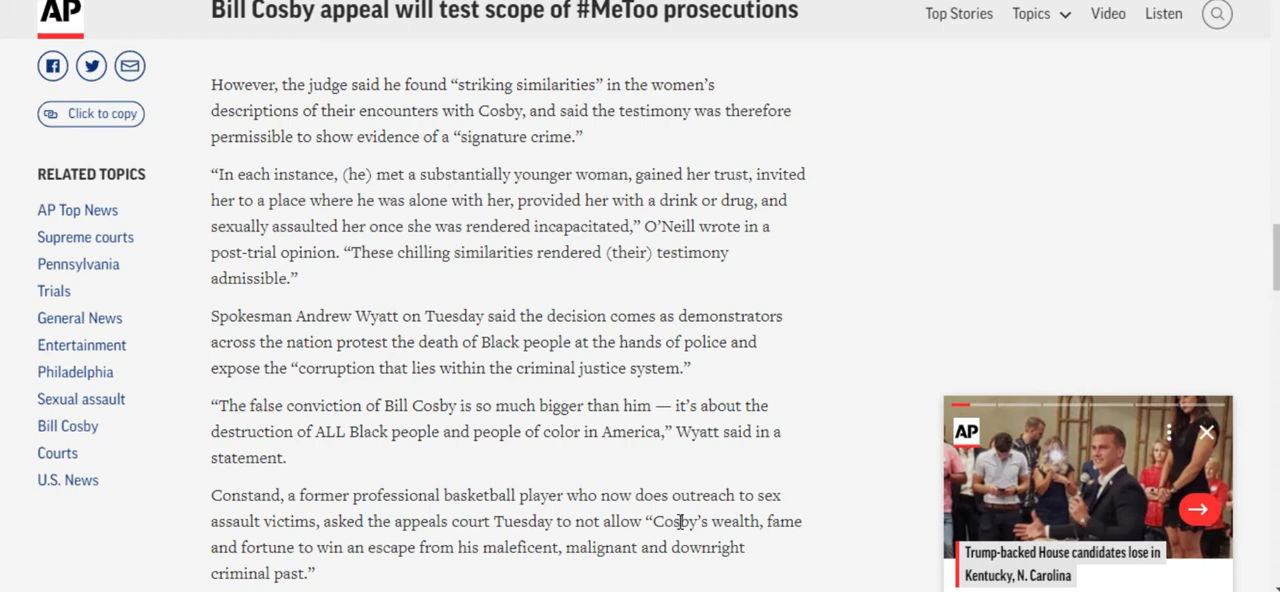 AP
Bill Cosby appeal will test scope of #MeToo prosecutions
Top Stories Topics Video Listen
Click to copy
RELATED TOPICS
AP Top News
Supreme courts
Pennsylvania
Trials
General News
Entertainment
Philadelphia
Sexual assault
Bill Cosby
Courts
U.S. News
However, the judge said he found “striking similarities” in the women’s
descriptions of their encounters with Cosby, and said the testimony was therefore
permissible to show evidence of a “signature crime.”
“In each instance, (he) met a substantially younger woman, gained her trust, invited
her to a place where he was alone with her, provided her with a drink or drug, and
sexually assaulted her once she was rendered incapacitated,” O’Neill wrote in a
post-trial opinion. “These chilling similarities rendered (their) testimony
admissible.”
Spokesman Andrew Wyatt on Tuesday said the decision comes as demonstrators
across the nation protest the death of Black people at the hands of police and
expose the “corruption that lies within the criminal justice system.”
“The false conviction of Bill Cosby is so much bigger than him — it’s about the
destruction of ALL Black people and people of color in America,” Wyatt said in a
statement.
Constand, a former professional basketball player who now does outreach to sex
assault victims, asked the appeals court Tuesday to not allow “Cosby’s wealth, fame
and fortune to win an escape from his maleficent, malignant and downright
criminal past.”
AP
Trump-backed House candidates lose in
Kentucky, N. Carolina